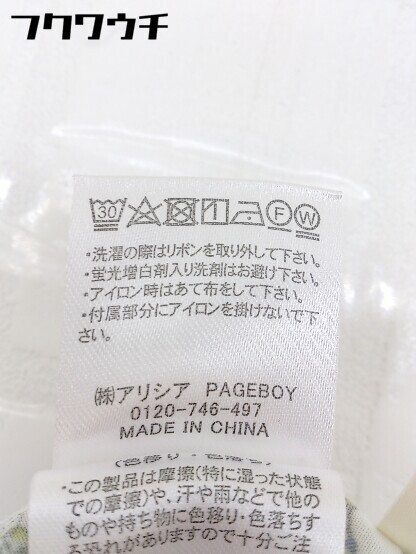 フクワウチ
30 F W
・洗濯の際はリボンを取り外して下さい。
・蛍光増白剤入り洗剤はお避け下さい。
・アイロン時はあて布をして下さい。
・付属部分にアイロンを掛けないで下
さい。
㈱アリシア PAGEBOY
0120-746-497
MADE IN CHINA
(色移り・色落ち)
・この製品は摩擦(特に湿った状態
での摩擦)や、汗や雨などで他の
ものや持ち物に色移り・色落ちす
る恐れがありますので十分ご注